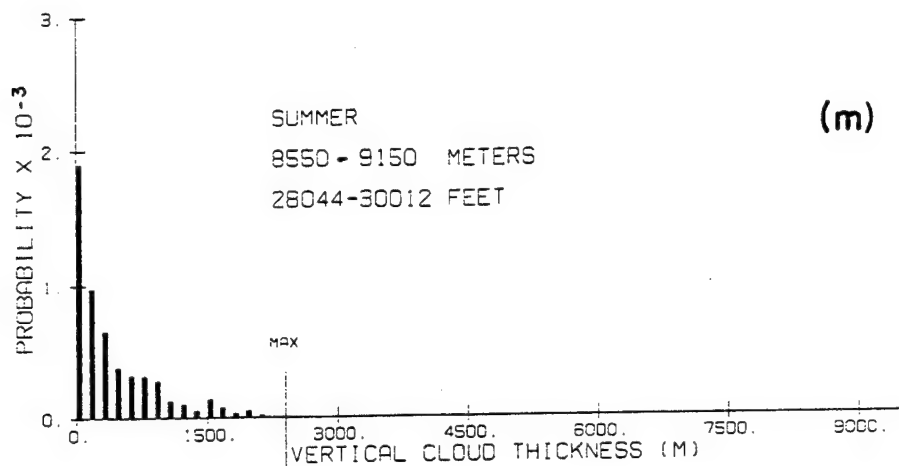 3.
2.
1.
0.
PROBABILITY X 10-3
SUMMER
8550 - 9150 METERS
28044-30012 FEET
(m)
MAX
0. 1500. 3000. 4500. 6000. 7500. 9000.
VERTICAL CLOUD THICKNESS (M)